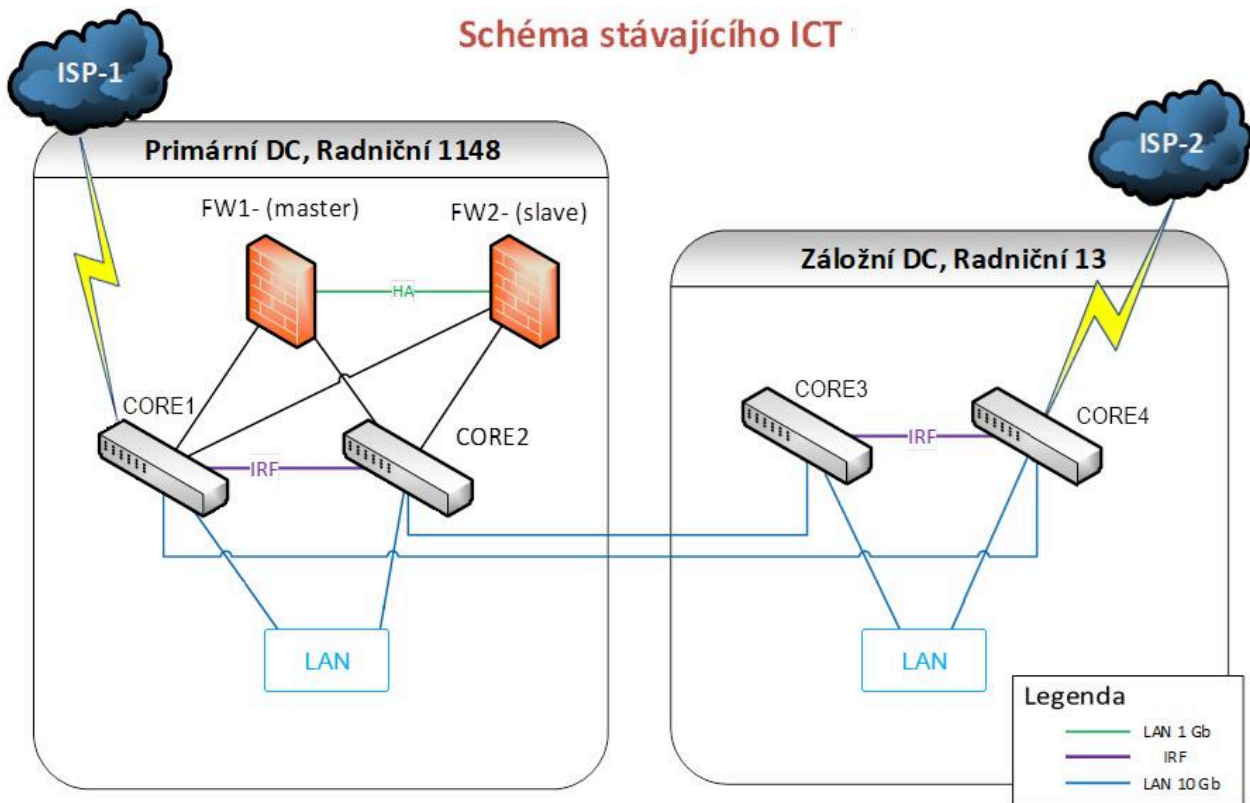 Schéma stávajícího ICT
ISP-1
Primární DC, Radniční 1148
ISP-2
FW1- (master)
FW2- (slave)
HA
Záložní DC, Radniční 13
CORE1
CORE2
IRF
CORE3
CORE4
IRF
LAN
LAN
Legenda
LAN 1 Gb
IRF
LAN 10 Gb